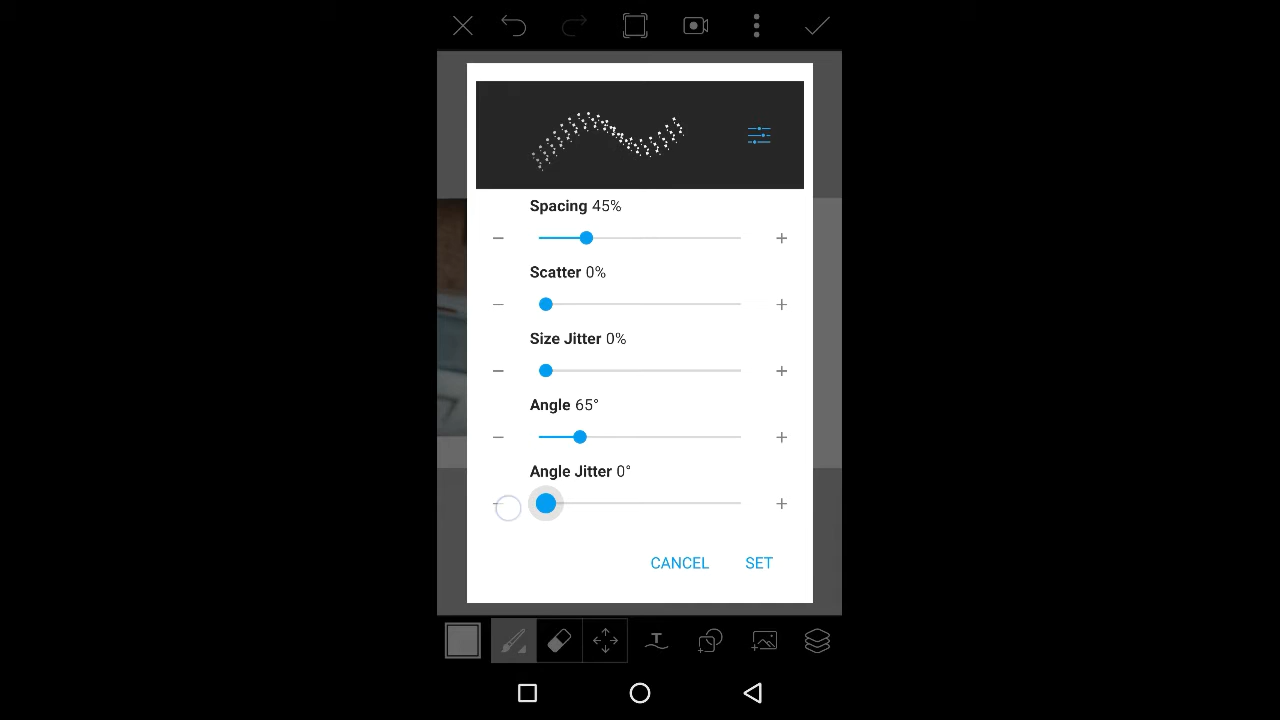 Spacing 45%
Scatter 0%
Size Jitter 0%
Angle 65°
Angle Jitter 0°
CANCEL SET
T